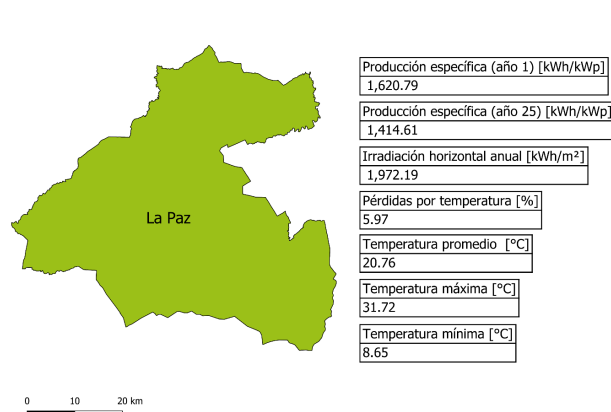 Producción específica (año 1) [kWh/kWp]
1,620.79
Producción específica (año 25) [kWh/kWp]
1,414.61
Irradiación horizontal anual [kWh/m²]
1,972.19
Pérdidas por temperatura [%]
5.97
La Paz
Temperatura promedio [°C]
20.76
Temperatura máxima [°C]
31.72
Temperatura mínima [°C]
8.65
0 10 20 km